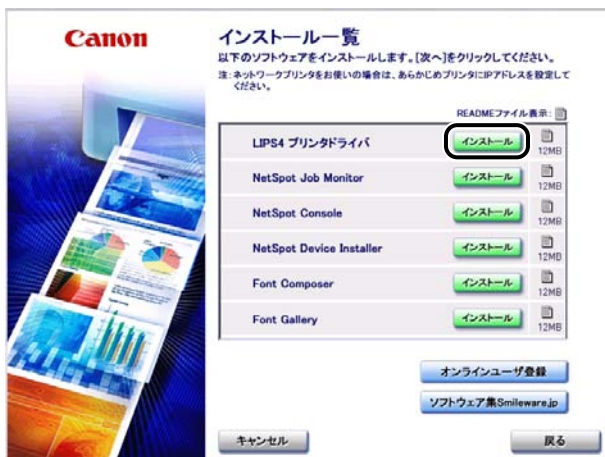 Canon
インストール一覧
以下のソフトウェアをインストールします。[次へ]をクリックしてください。
注:ネットワークプリンタをお使いの場合は、あらかじめプリンタにIPアドレスを設定して
ください。
READMEファイル表示:
LIPS4 プリンタドライバ インストール 12MB
NetSpot Job Monitor インストール 12MB
NetSpot Console インストール 12MB
NetSpot Device Installer インストール 12MB
Font Composer インストール 12MB
Font Gallery インストール 12MB
オンラインユーザ登録
ソフトウェア集Smileware.jp
キャンセル 戻る